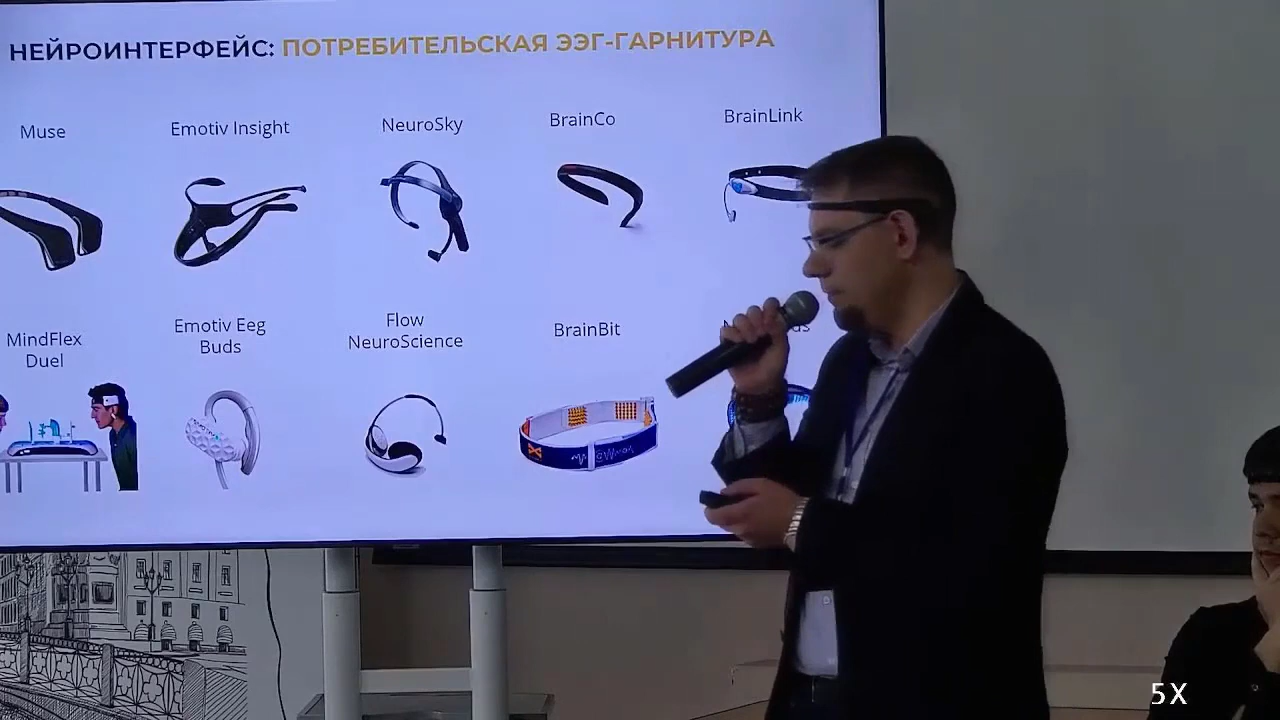 НЕЙРОИНТЕРФЕЙС: ПОТРЕБИТЕЛЬСКАЯ ЭЭГ-ГАРНИТУРА
Muse
Emotiv Insight
NeuroSky
BrainCo
BrainLink
MindFlex
Duel
Emotiv Eeg
Buds
Flow
NeuroScience
BrainBit
5X